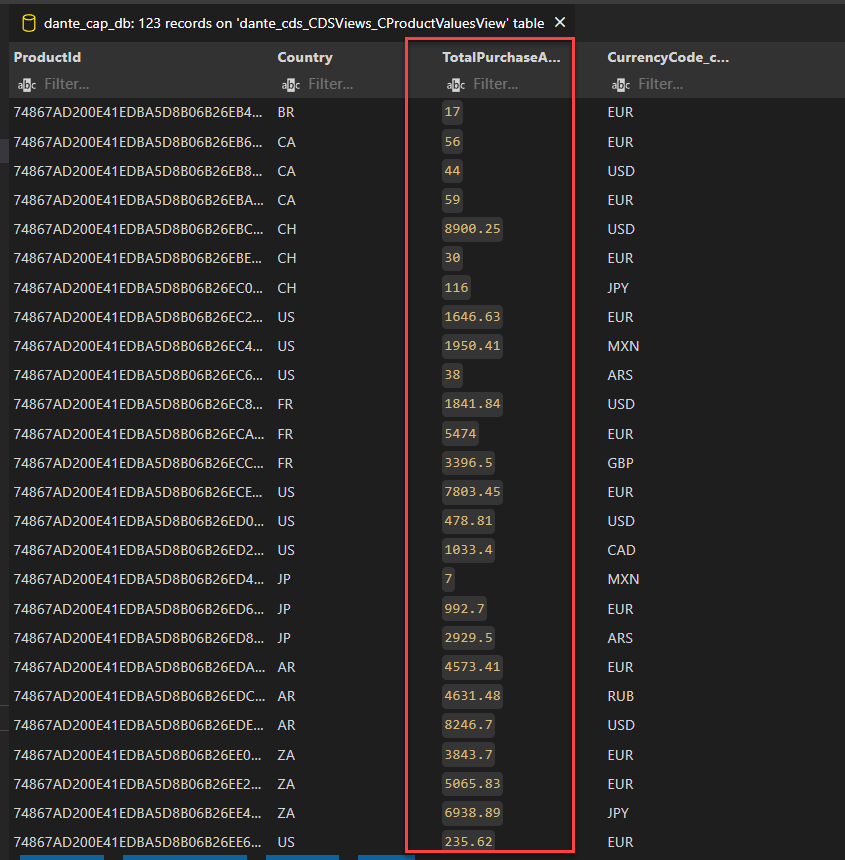 dante_cap_db: 123 records on 'dante_cds_CDSViews_CProductValuesView' table ×
ProductId Country TotalPurchaseA... CurrencyCode_c...
abc Filter... abc Filter... abc Filter... abc Filter...
74867AD200E41EDBA5D8B06B26EB4... BR 17 EUR
74867AD200E41EDBA5D8B06B26EB6... CA 56 EUR
74867AD200E41EDBA5D8B06B26EB8... CA 44 USD
74867AD200E41EDBA5D8B06B26EBA... CA 59 EUR
74867AD200E41EDBA5D8B06B26EBC... CH 8900.25 USD
74867AD200E41EDBA5D8B06B26EBE... CH 30 EUR
74867AD200E41EDBA5D8B06B26EC0... CH 116 JPY
74867AD200E41EDBA5D8B06B26EC2... US 1646.63 EUR
74867AD200E41EDBA5D8B06B26EC4... US 1950.41 MXN
74867AD200E41EDBA5D8B06B26EC6... US 38 ARS
74867AD200E41EDBA5D8B06B26EC8... FR 1841.84 USD
74867AD200E41EDBA5D8B06B26ECA... FR 5474 EUR
74867AD200E41EDBA5D8B06B26ECC... FR 3396.5 GBP
74867AD200E41EDBA5D8B06B26ECE... US 7803.45 EUR
74867AD200E41EDBA5D8B06B26ED0... US 478.81 USD
74867AD200E41EDBA5D8B06B26ED2... US 1033.4 CAD
74867AD200E41EDBA5D8B06B26ED4... JP 7 MXN
74867AD200E41EDBA5D8B06B26ED6... JP 992.7 EUR
74867AD200E41EDBA5D8B06B26ED8... JP 2929.5 ARS
74867AD200E41EDBA5D8B06B26EDA... AR 4573.41 EUR
74867AD200E41EDBA5D8B06B26EDC... AR 4631.48 RUB
74867AD200E41EDBA5D8B06B26EDE... AR 8246.7 USD
74867AD200E41EDBA5D8B06B26EE0... ZA 3843.7 EUR
74867AD200E41EDBA5D8B06B26EE2... ZA 5065.83 EUR
74867AD200E41EDBA5D8B06B26EE4... ZA 6938.89 JPY
74867AD200E41EDBA5D8B06B26EE6... US 235.62 EUR